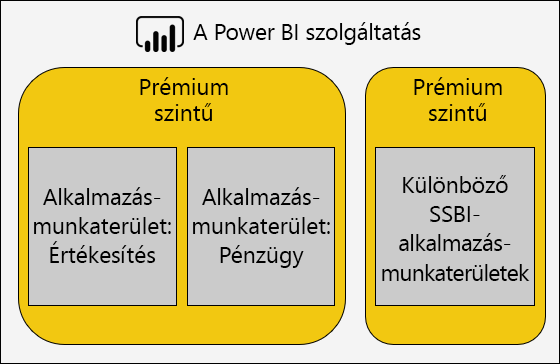 A Power BI szolgáltatás
Prémium
szintű
Alkalmazás-
munkaterület:
Értékesítés
Alkalmazás-
munkaterület:
Pénzügy
Prémium
szintű
Különböző
SSBI-
alkalmazás-
munkaterületek